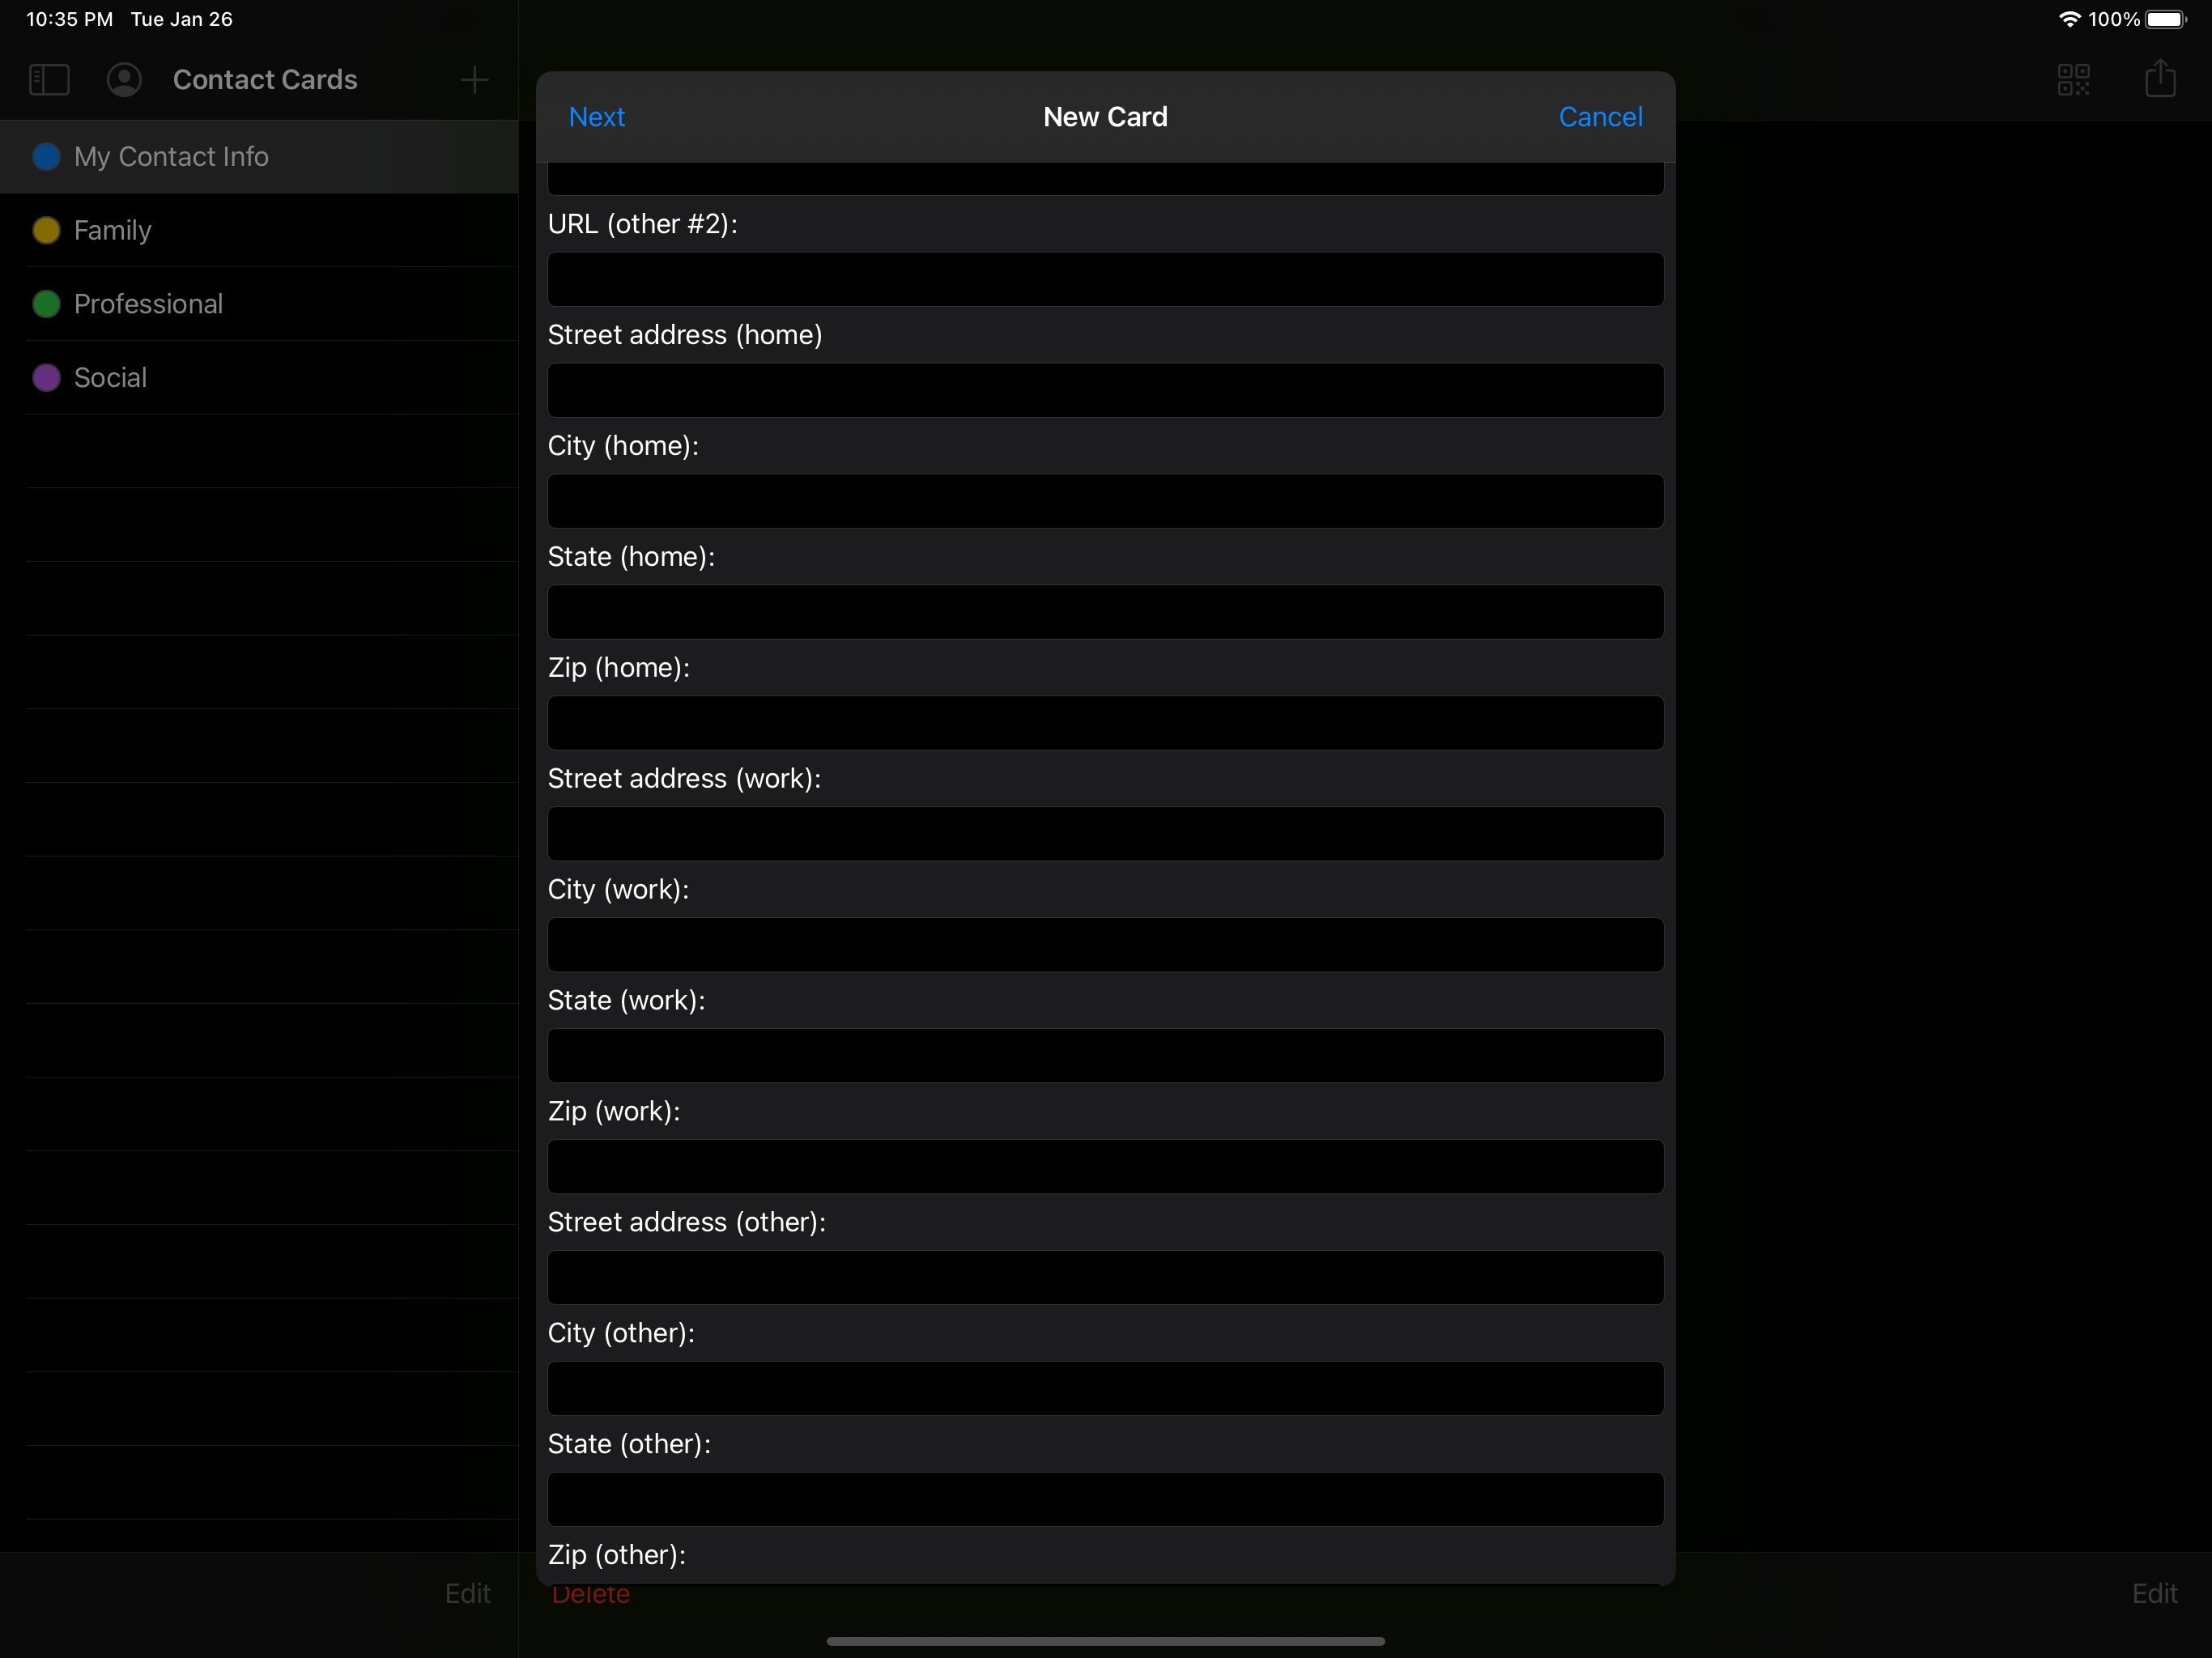 10:35 PM Tue Jan 26
100%
Contact Cards
My Contact Info
Family
Professional
Social
Edit
Next
New Card
Cancel
URL (other #2):
Street address (home)
City (home):
State (home):
Zip (home):
Street address (work):
City (work):
State (work):
Zip (work):
Street address (other):
City (other):
State (other):
Zip (other):
Delete
Edit